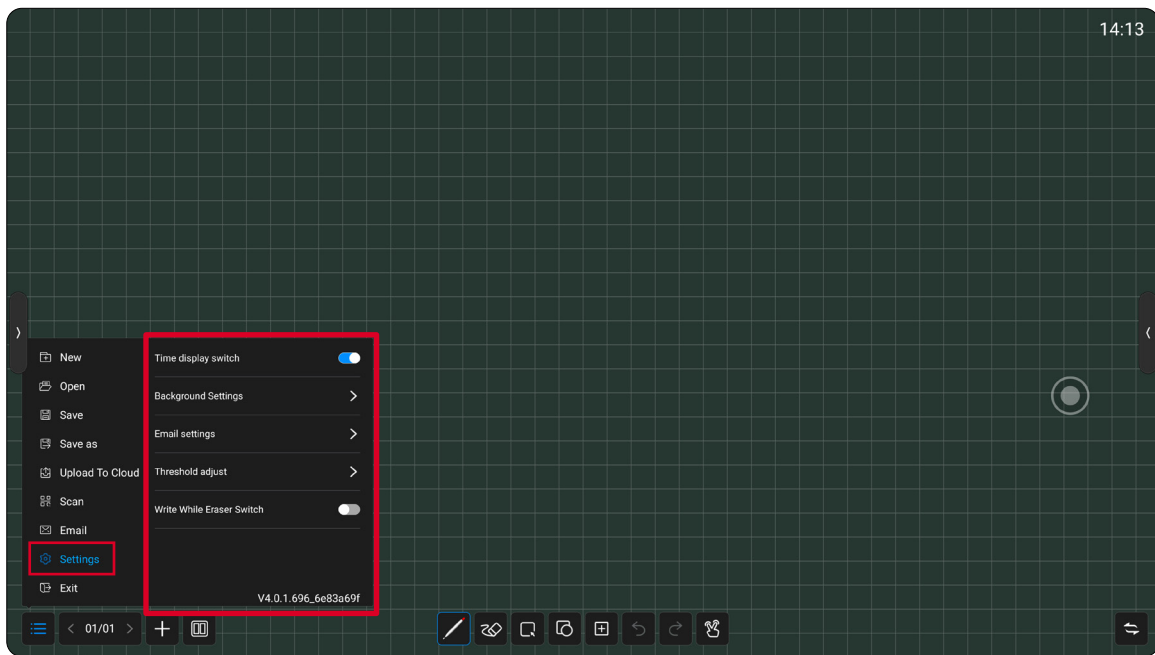 14:13
New
Open
Save
Save as
Upload To Cloud
Scan
Email
Settings
Exit
Time display switch
Background Settings
Email settings
Threshold adjust
Write While Eraser Switch
V4.0.1.696_6e83a69f
01/01